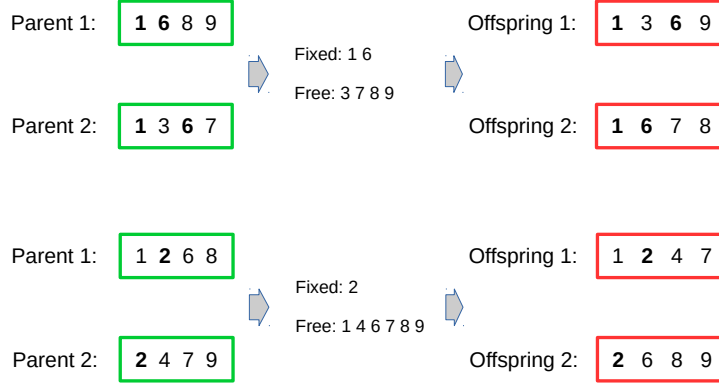 Parent 1: 1 6 8 9
Offspring 1: 1 3 6 9
Fixed: 1 6
Free: 3 7 8 9
Parent 2: 1 3 6 7
Offspring 2: 1 6 7 8
Parent 1: 1 2 6 8
Offspring 1: 1 2 4 7
Fixed: 2
Free: 1 4 6 7 8 9
Parent 2: 2 4 7 9
Offspring 2: 2 6 8 9